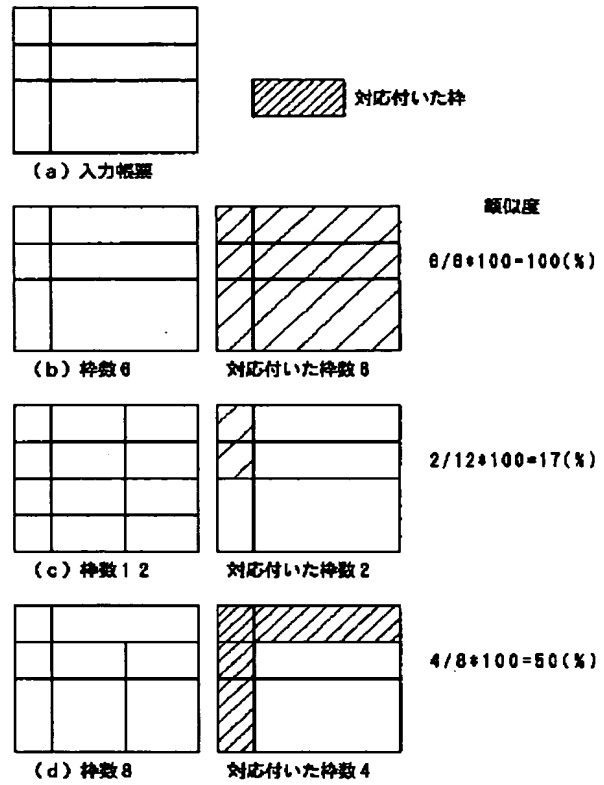 対応付いた枠
(a)入力帳票
類似度
6/6*100=100(%)
(b)枠数6
対応付いた枠数6
2/12*100=17(%)
(c)枠数12
対応付いた枠数2
4/8*100=50(%)
(d)枠数8
対応付いた枠数4